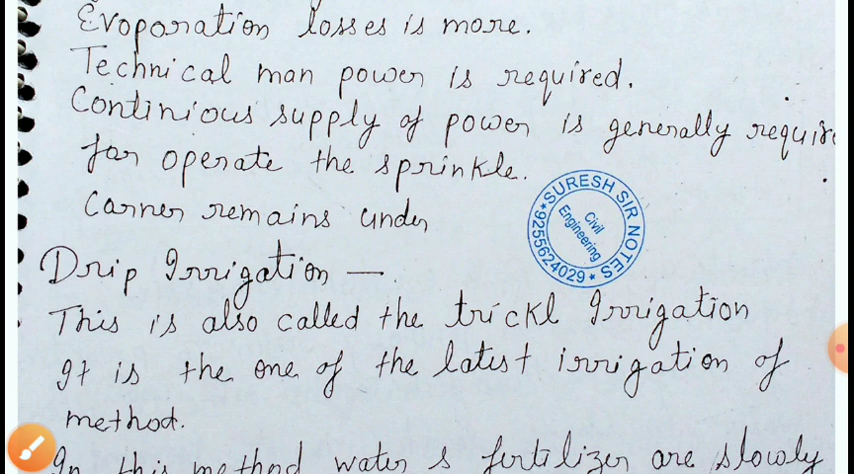 Evoporation losses is more.
Technical man power is required.
Continious supply of power is generally require
for operate the sprinkle.
Carner remains under
SURESH SIR NOTES
★9255624029★
Civil
Engineering
Drip Irrigation —
This is also called the trickl Irrigation
It is the one of the latest irrigation of
method.
In this method water & fertilizer are slowly